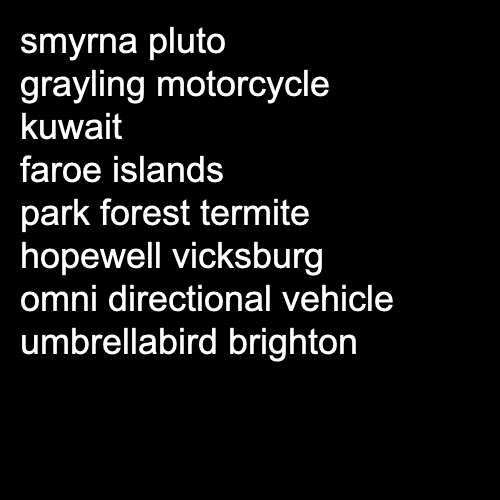 smyrna pluto
grayling motorcycle
kuwait
faroe islands
park forest termite
hopewell vicksburg
omni directional vehicle
umbrellabird brighton